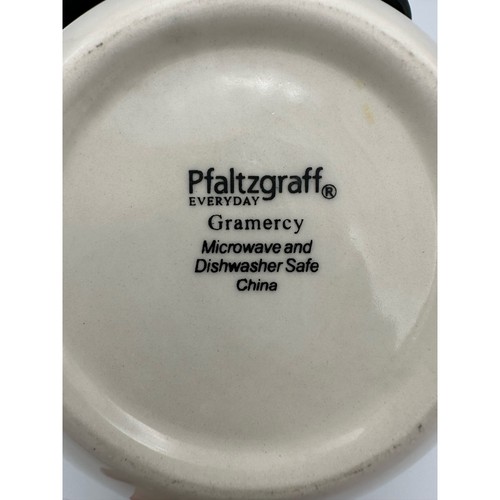 Pfaltzgraff®
EVERYDAY
Gramercy
Microwave and
Dishwasher Safe
China